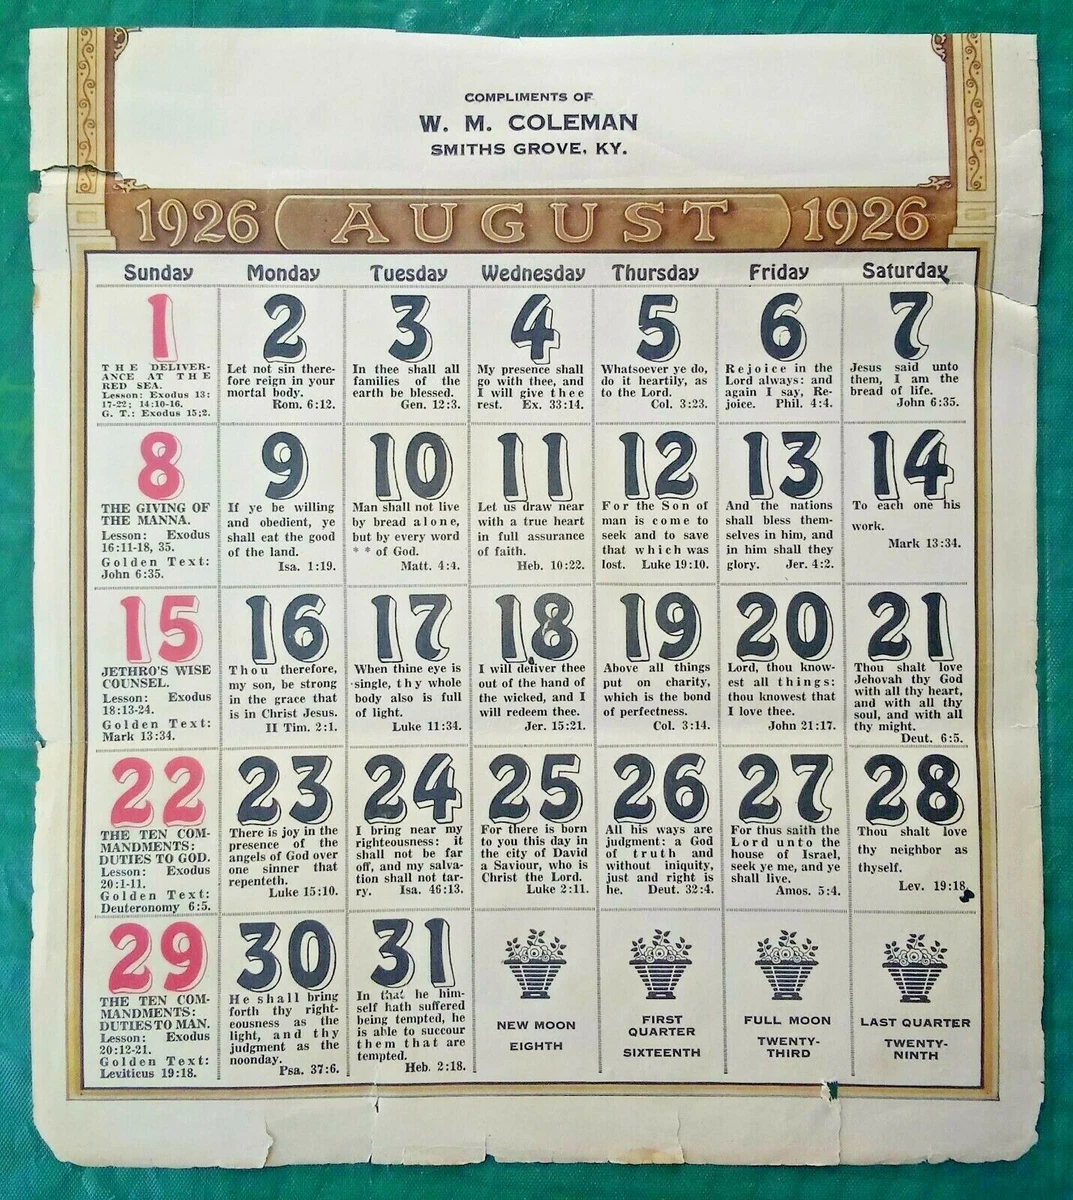 COMPLIMENTS OF
W. M. COLEMAN
SMITHS GROVE, KY.
1926 AUGUST 1926
Sunday Monday Tuesday Wednesday Thursday Friday Saturday
1
THE DELIVER-
ANCE AT THE
RED SEA.
Lesson: Exodus 13:
17-22; 14:10-16.
G. T.: Exodus 15;2.
2
Let not sin there-
fore reign in your
mortal body.
Rom. 6:12.
3
In thee shall all
families of the
earth be blessed.
Gen. 12:3.
4
My presence shall
go with thee, and
I will give thee
rest. Ex. 33:14.
5
Whatsoever ye do,
do it heartily, as
to the Lord.
Col. 3:23.
6
Rejoice in the
Lord always: and
again I say, Re-
joice. Phil. 4:4.
7
Jesus said unto
them, I am the
bread of life.
John 6:35.
8
THE GIVING OF
THE MANNA.
Lesson: Exodus
16:11-18, 35.
Golden Text:
John 6:35.
9
If ye be willing
and obedient, ye
shall eat the good
of the land.
Isa. 1:19.
10
Man shall not live
by bread alone,
but by every word
* * of God.
Matt. 4:4.
11
Let us draw near
with a true heart
in full assurance
of faith.
Heb. 10:22.
12
For the Son of
man is come to
seek and to save
that which was
lost. Luke 19:10.
13
And the nations
shall bless them-
selves in him, and
in him shall they
glory. Jer. 4:2.
14
To each one his
work.
Mark 13:34.
15
JETHRO'S WISE
COUNSEL.
Lesson: Exodus
18:13-24.
Golden Text:
Mark 13:34.
16
Thou therefore,
my son, be strong
in the grace that
is in Christ Jesus.
II Tim. 2:1.
17
When thine eye is
single, thy whole
body also is full
of light.
Luke 11:34.
18
I will deliver thee
out of the hand of
the wicked, and I
will redeem thee.
Jer. 15:21.
19
Above all things
put on charity,
which is the bond
of perfectness.
Col. 3:14.
20
Lord, thou know-
est all things:
thou knowest that
I love thee.
John 21:17.
21
Thou shalt love
Jehovah thy God
with all thy heart,
and with all thy
soul, and with all
thy might.
Deut. 6:5.
22
THE TEN COM-
MANDMENTS:
DUTIES TO GOD.
Lesson: Exodus
20:1-11.
Golden Text:
Deuteronomy 6:5.
23
There is joy in the
presence of the
angels of God over
one sinner that
repenteth.
Luke 15:10.
24
I bring near my
righteousness: it
shall not be far
off, and my salva-
tion shall not tar-
ry. Isa. 46:13.
25
For there is born
to you this day in
the city of David
a Saviour, who is
Christ the Lord.
Luke 2:11.
26
All his ways are
judgment: a God
of truth and
without iniquity,
just and right is
he. Deut. 32:4.
27
For thus saith the
Lord unto the
house of Israel,
seek ye me, and ye
shall live.
Amos. 5:4.
28
Thou shalt love
thy neighbor as
thyself.
Lev. 19:18.
29
THE TEN COM-
MANDMENTS:
DUTIES TO MAN.
Lesson: Exodus
20:12-21.
Golden Text:
Leviticus 19:18.
30
He shall bring
forth thy right-
eousness as the
light, and thy
judgment as the
noonday.
Psa. 37:6.
31
In that he him-
self hath suffered
being tempted, he
is able to succour
them that are
tempted.
Heb. 2:18.
NEW MOON
EIGHTH
FIRST
QUARTER
SIXTEENTH
FULL MOON
TWENTY-
THIRD
LAST QUARTER
TWENTY-
NINTH